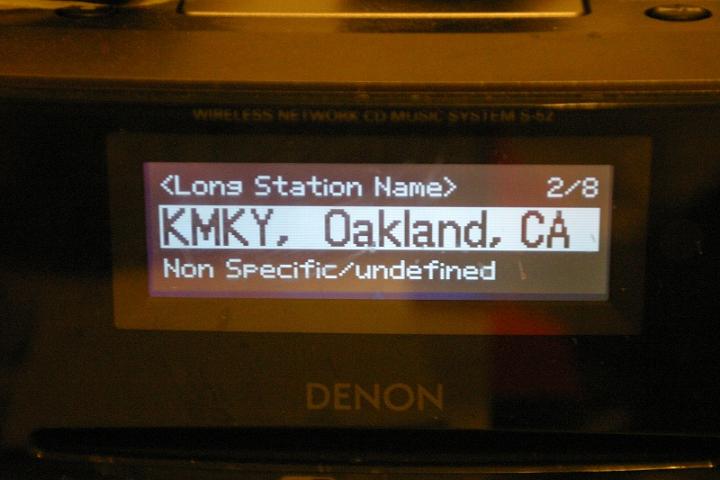 WIRELESS NETWORK CD MUSIC SYSTEM S-52
<Long Station Name> 2/8
KMKY, Oakland, CA
Non Specific/undefined
DENON